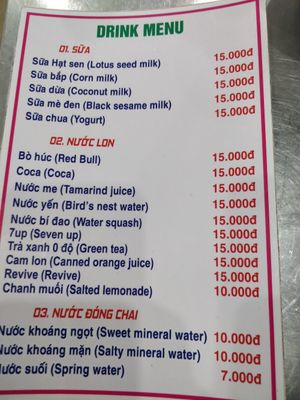 DRINK MENU
01. SỮA
Sữa Hạt sen (Lotus seed milk) 15.000đ
Sữa bắp (Corn milk) 15.000đ
Sữa dừa (Coconut milk) 15.000đ
Sữa mè đen (Black sesame milk) 15.000đ
Sữa chua (Yogurt) 15.000đ
02. NƯỚC LON
Bò húc (Red Bull) 15.000đ
Coca (Coca) 15.000đ
Nước me (Tamarind juice) 15.000đ
Nước yến (Bird's nest water) 15.000đ
Nước bí đao (Water squash) 15.000đ
7up (Seven up) 15.000đ
Trà xanh 0 độ (Green tea) 15.000đ
Cam lon (Canned orange juice) 15.000đ
Revive (Revive) 15.000đ
Chanh muối (Salted lemonade) 10.000đ
03. NƯỚC ĐÓNG CHAI
Nước khoáng ngọt (Sweet mineral water) 10.000đ
Nước khoáng mặn (Salty mineral water) 10.000đ
Nước suối (Spring water) 7.000đ